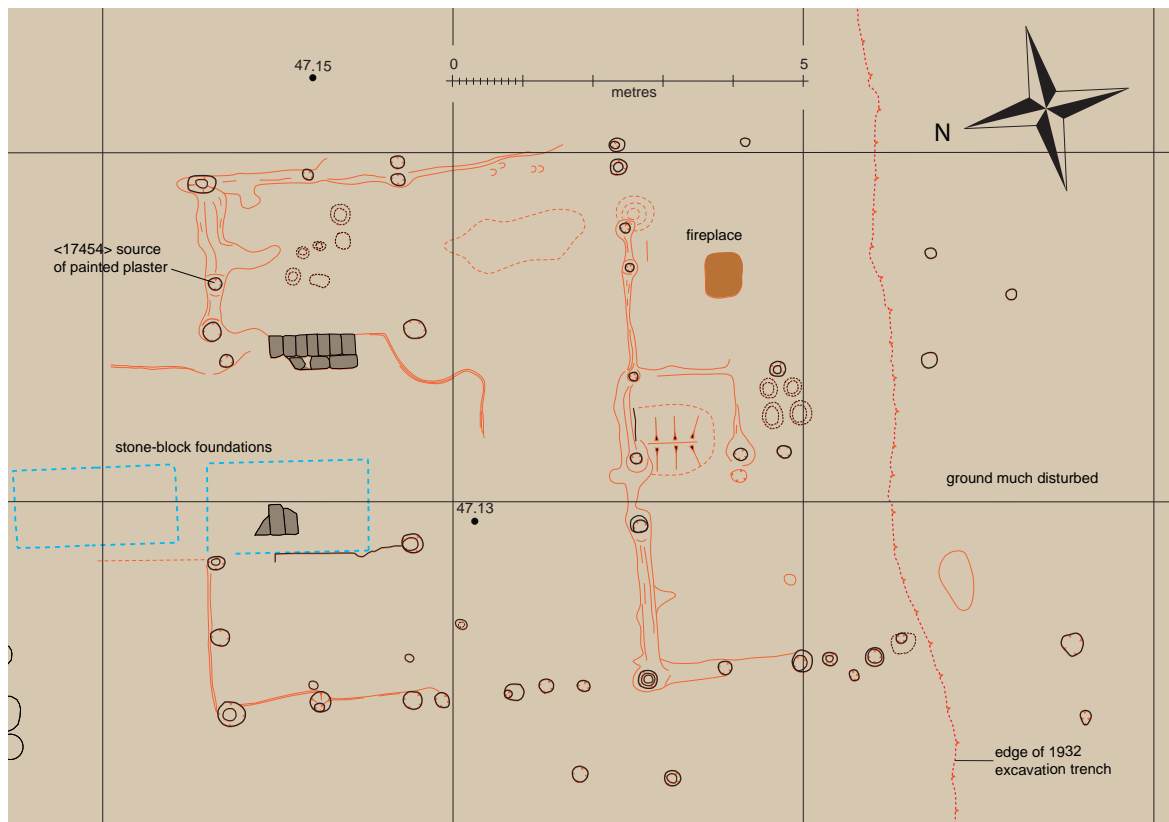 47.15
0
5
metres
N
<17454> source
of painted plaster
fireplace
stone-block foundations
ground much disturbed
47.13
edge of 1932
excavation trench